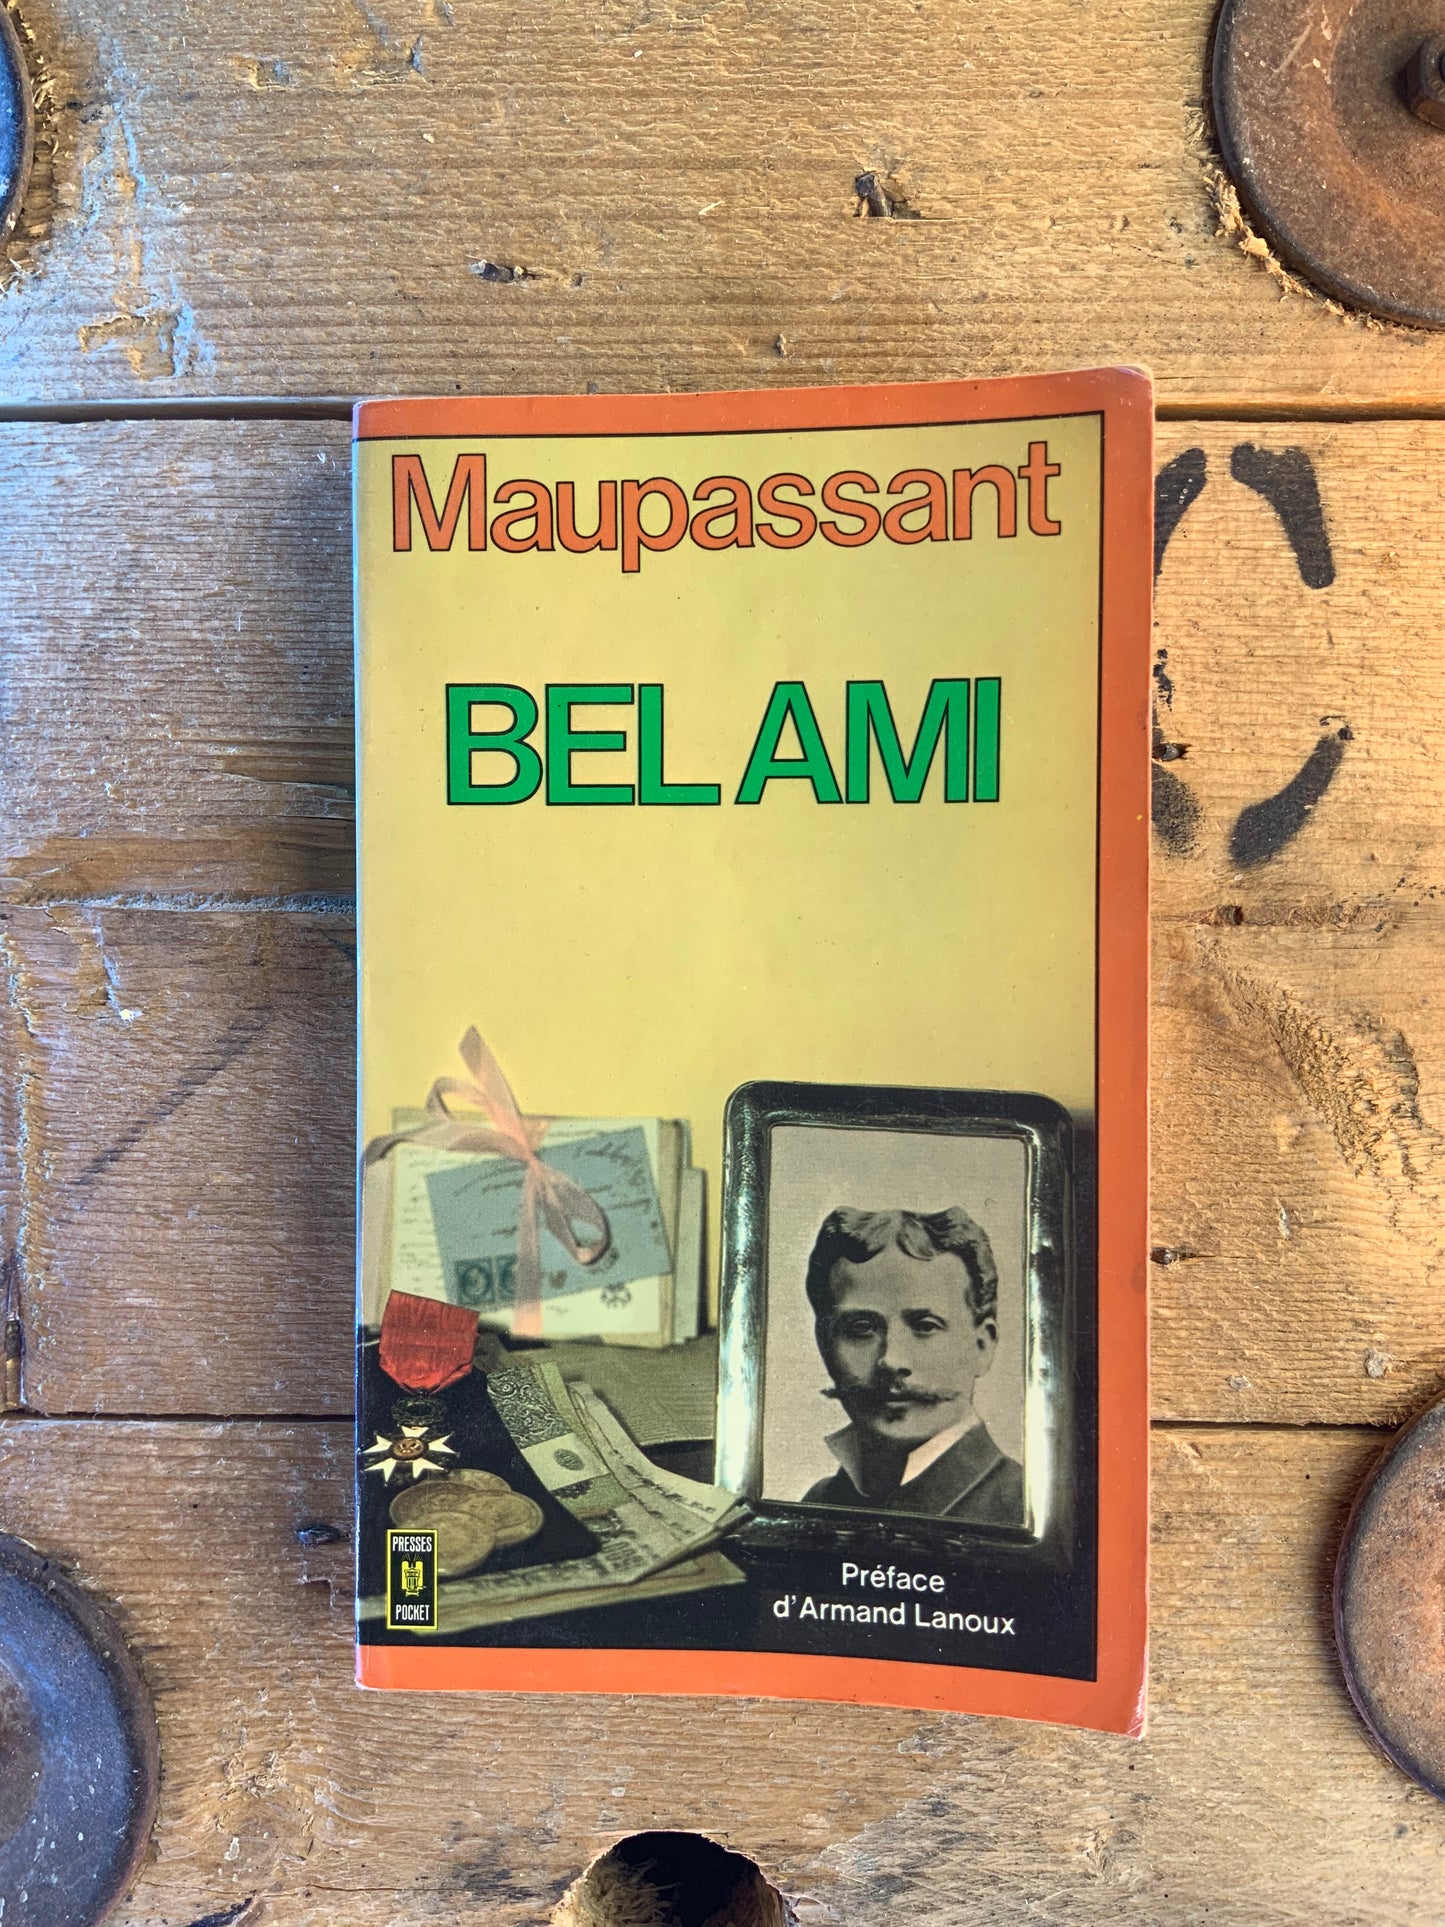 Maupassant
BEL AMI
PRESSES
POCKET
Préface
d'Armand Lanoux